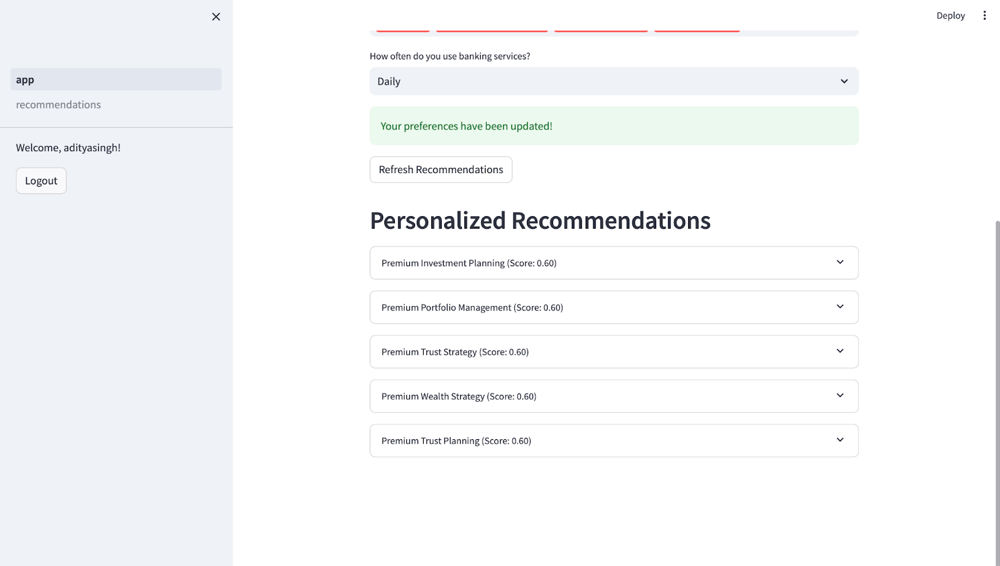 Deploy
app
recommendations
Welcome, adityasingh!
Logout
How often do you use banking services?
Daily
Your preferences have been updated!
Refresh Recommendations
Personalized Recommendations
Premium Investment Planning (Score: 0.60)
Premium Portfolio Management (Score: 0.60)
Premium Trust Strategy (Score: 0.60)
Premium Wealth Strategy (Score: 0.60)
Premium Trust Planning (Score: 0.60)